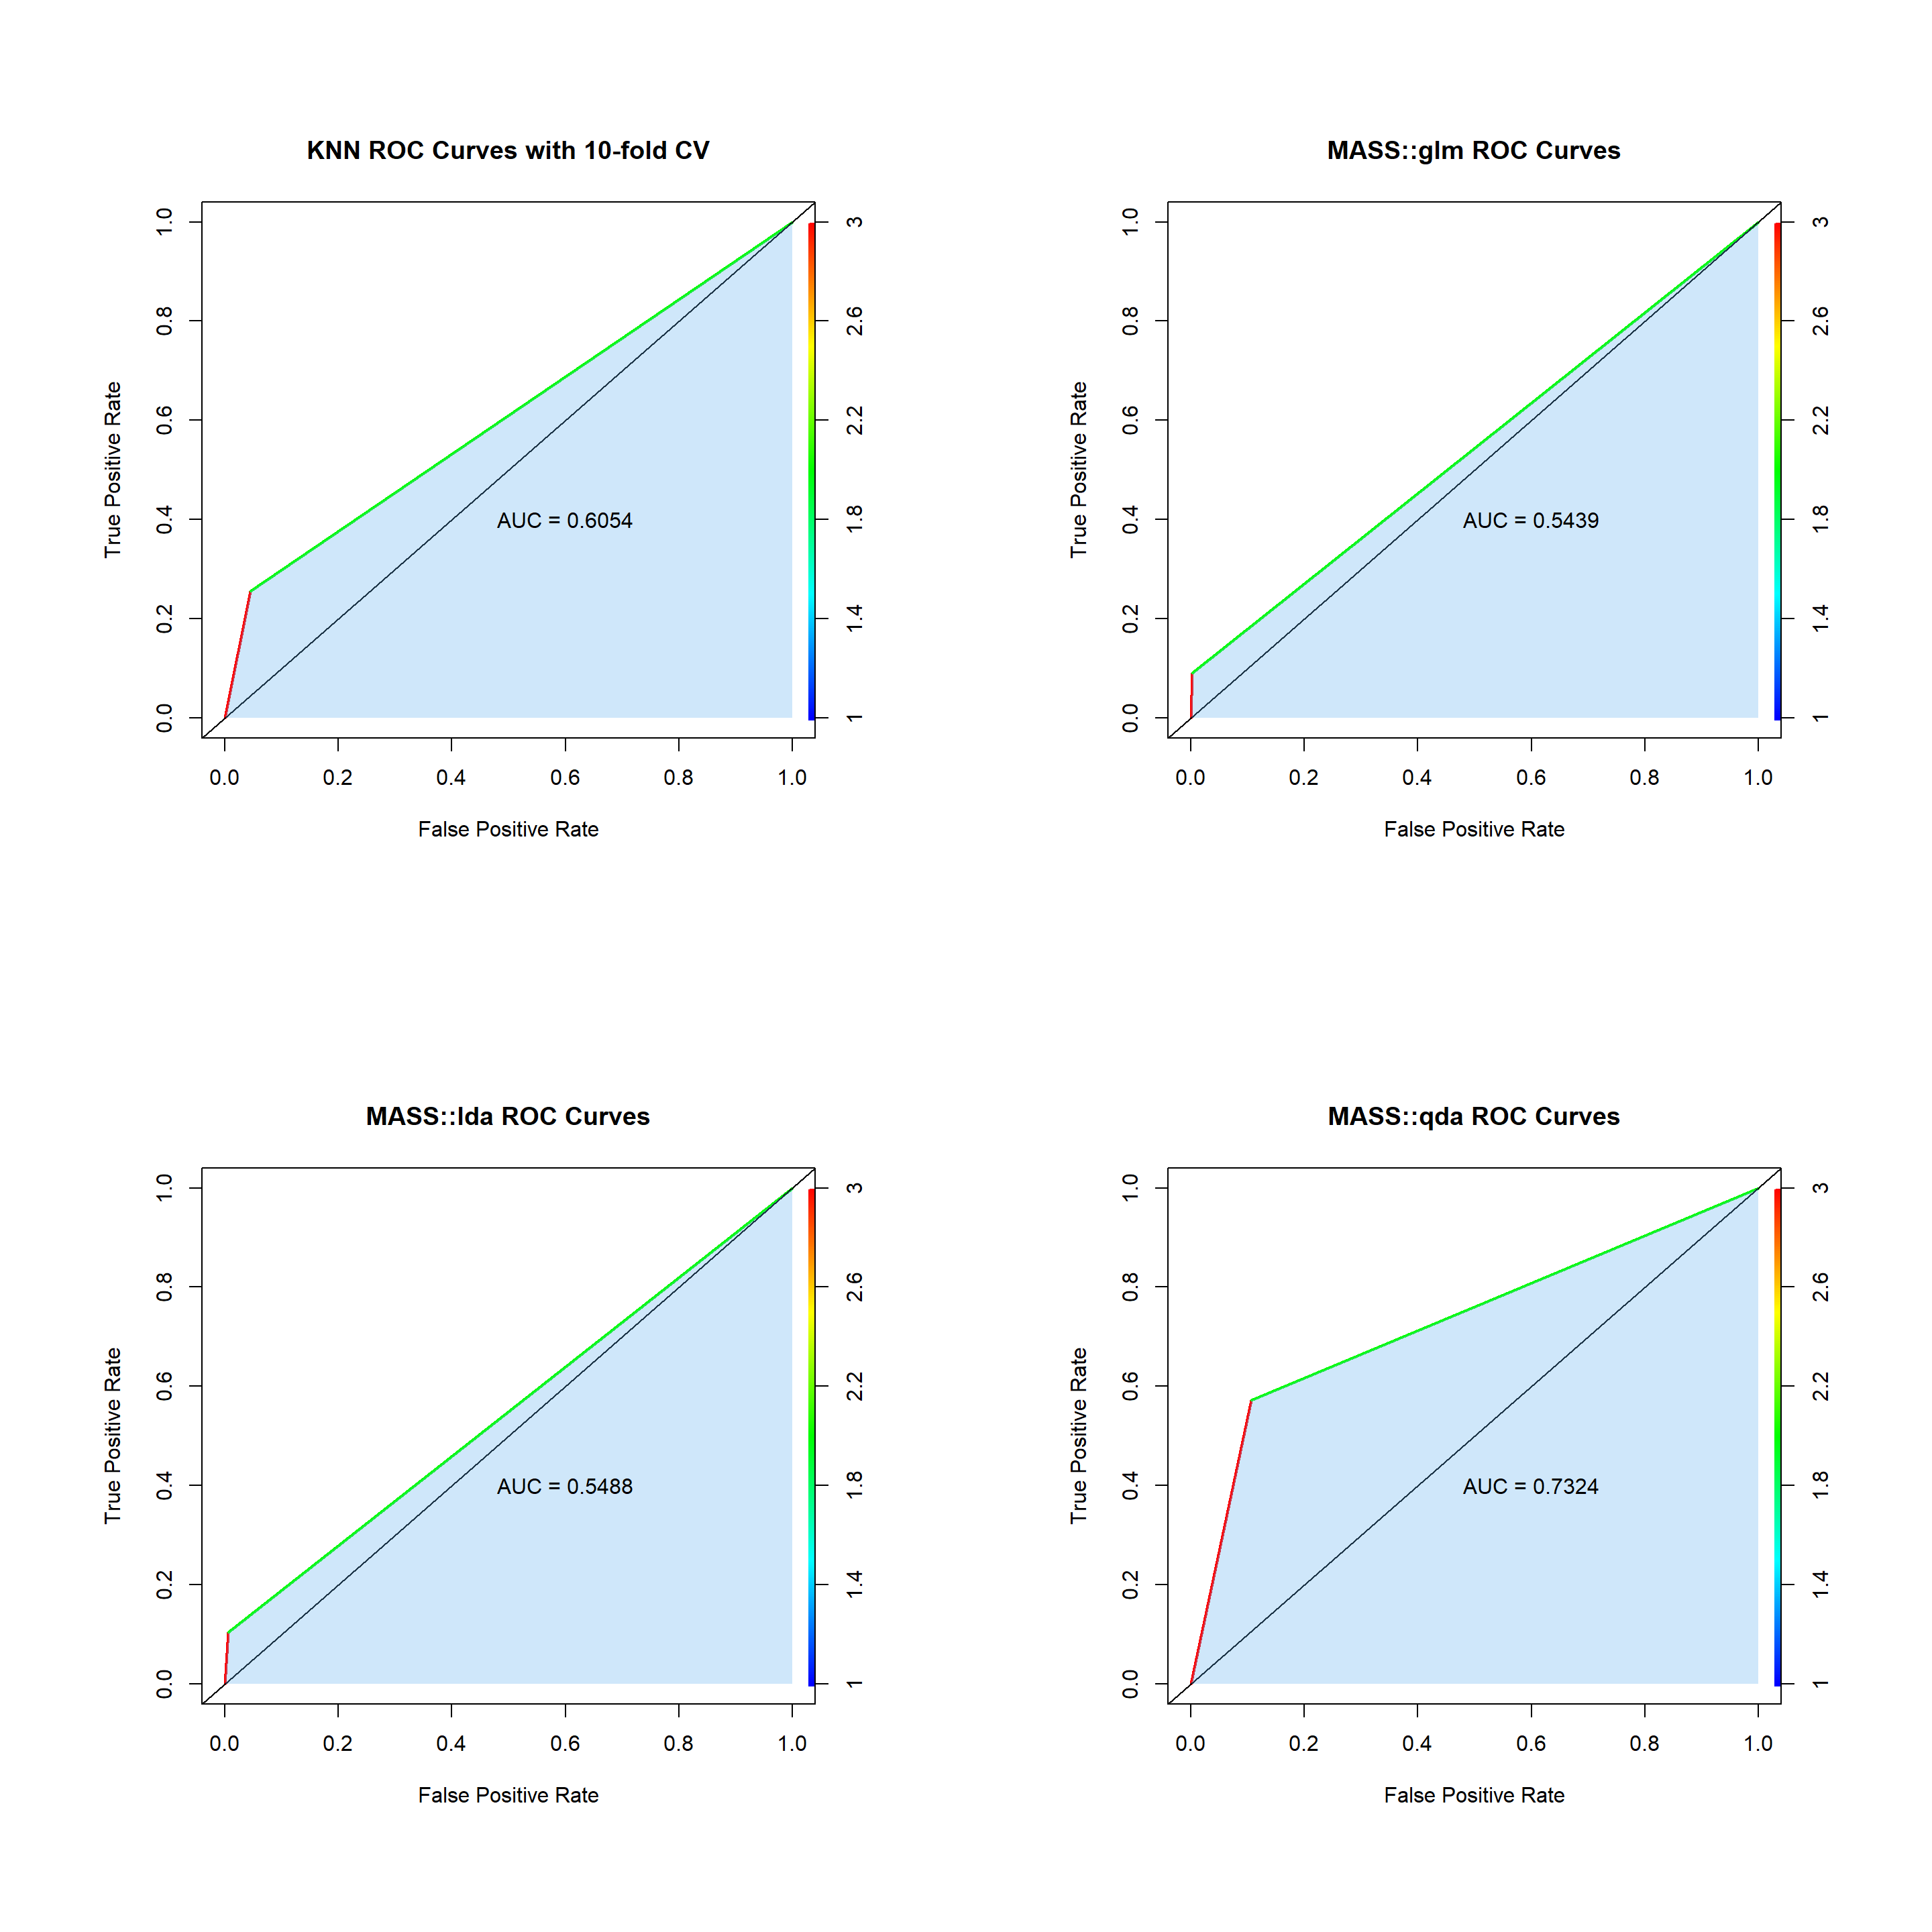 KNN ROC Curves with 10-fold CV
True Positive Rate
1.0
0.8
0.6
0.4
0.2
0.0
AUC = 0.6054
3
2.6
2.2
1.8
1.4
1
0.0 0.2 0.4 0.6 0.8 1.0
False Positive Rate
MASS::glm ROC Curves
True Positive Rate
1.0
0.8
0.6
0.4
0.2
0.0
AUC = 0.5439
3
2.6
2.2
1.8
1.4
1
0.0 0.2 0.4 0.6 0.8 1.0
False Positive Rate
MASS::lda ROC Curves
True Positive Rate
1.0
0.8
0.6
0.4
0.2
0.0
AUC = 0.5488
3
2.6
2.2
1.8
1.4
1
0.0 0.2 0.4 0.6 0.8 1.0
False Positive Rate
MASS::qda ROC Curves
True Positive Rate
1.0
0.8
0.6
0.4
0.2
0.0
AUC = 0.7324
3
2.6
2.2
1.8
1.4
1
0.0 0.2 0.4 0.6 0.8 1.0
False Positive Rate